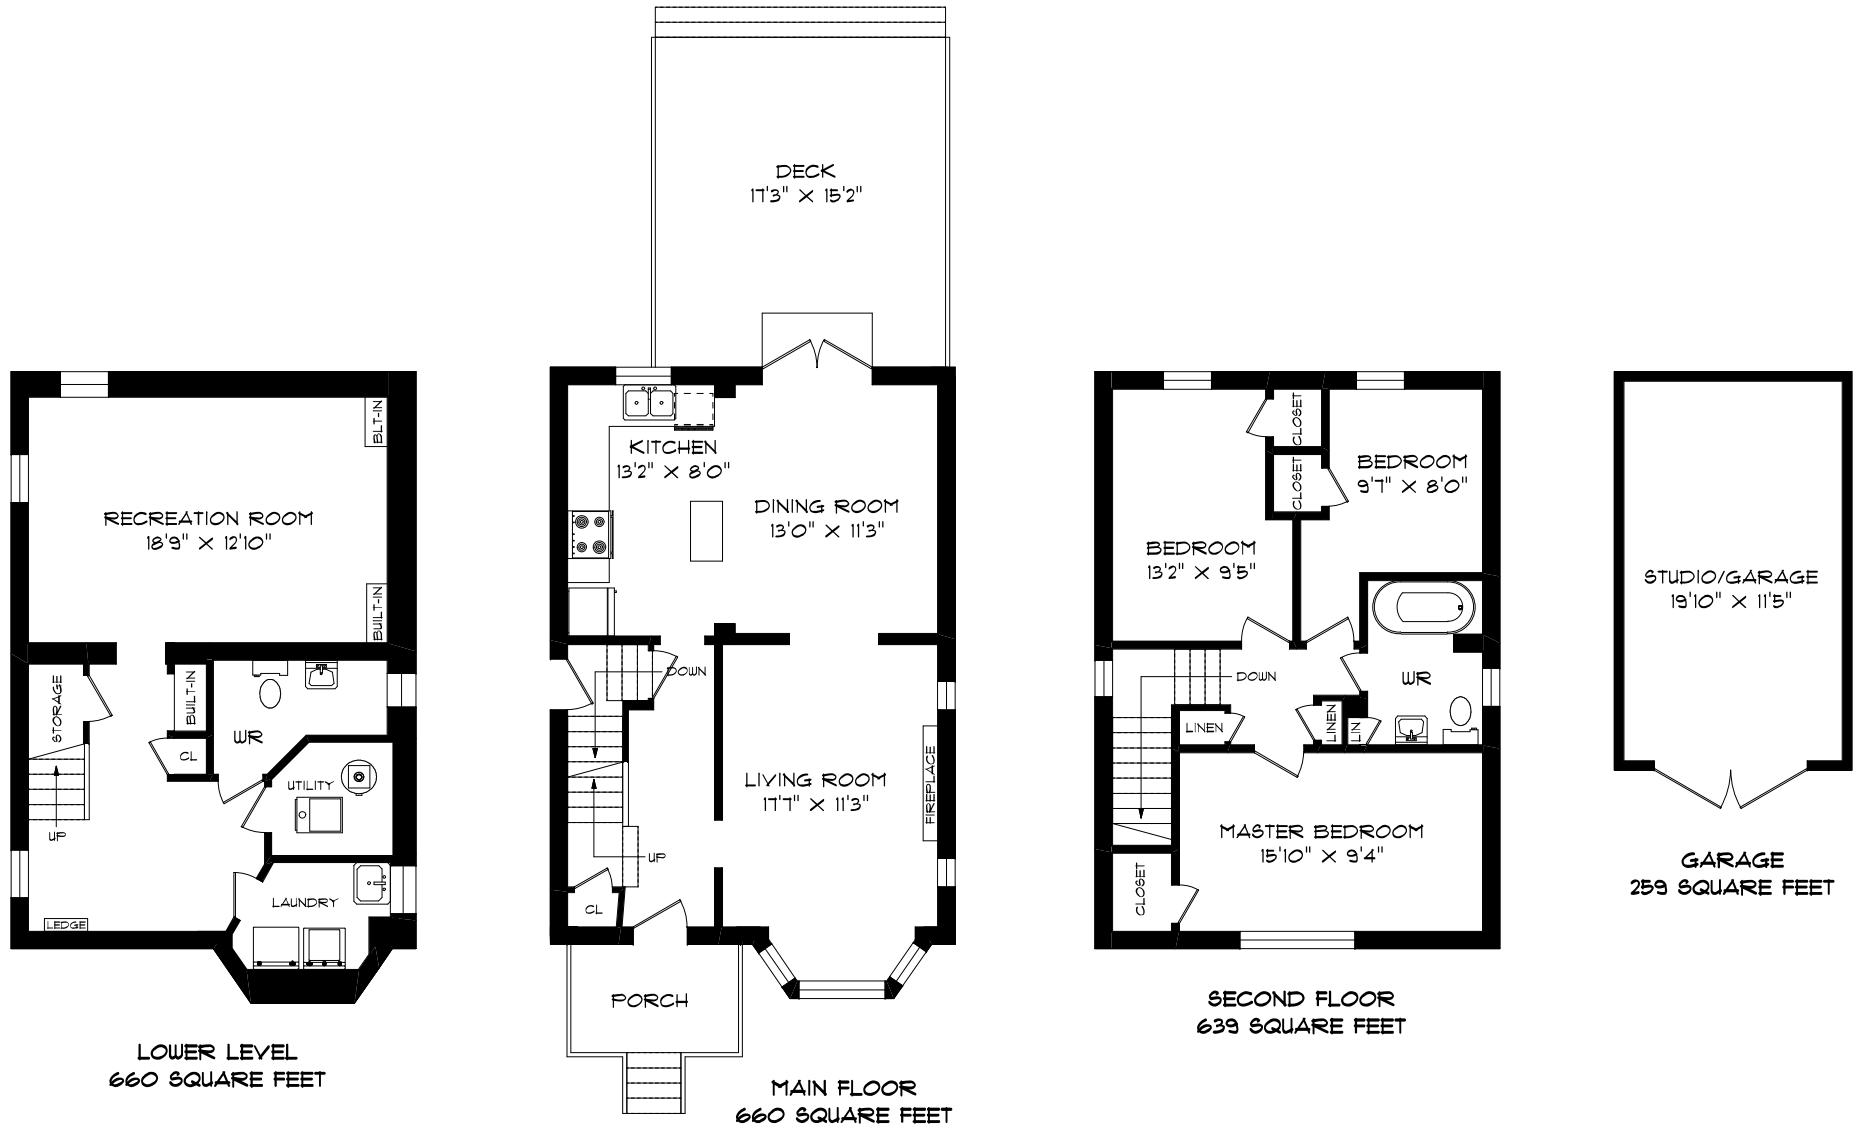 RECREATION ROOM
18'9" X 12'10"
BLT-IN
BUILT-IN
STORAGE
BUILT-IN
WR
CL
UTILITY
UP
LAUNDRY
LEDGE
LOWER LEVEL
660 SQUARE FEET
DECK
17'3" X 15'2"
KITCHEN
13'2" X 8'0"
DINING ROOM
13'0" X 11'3"
DOWN
LIVING ROOM
17'7" X 11'3"
FIREPLACE
UP
CL
PORCH
MAIN FLOOR
660 SQUARE FEET
CLOSET
CLOSET
BEDROOM
9'7" X 8'0"
BEDROOM
13'2" X 9'5"
DOWN
WR
LINEN
LINEN
LIN
MASTER BEDROOM
15'10" X 9'4"
CLOSET
SECOND FLOOR
639 SQUARE FEET
STUDIO/GARAGE
19'10" X 11'5"
GARAGE
259 SQUARE FEET